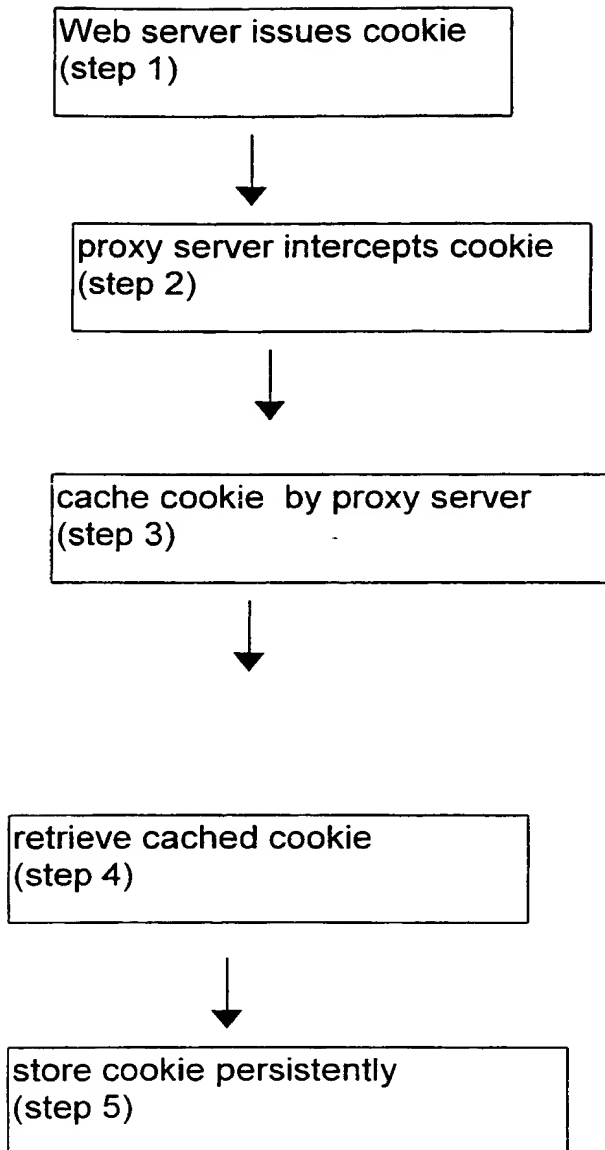 Web server issues cookie
(step 1)
proxy server intercepts cookie
(step 2)
cache cookie by proxy server
(step 3)
retrieve cached cookie
(step 4)
store cookie persistently
(step 5)